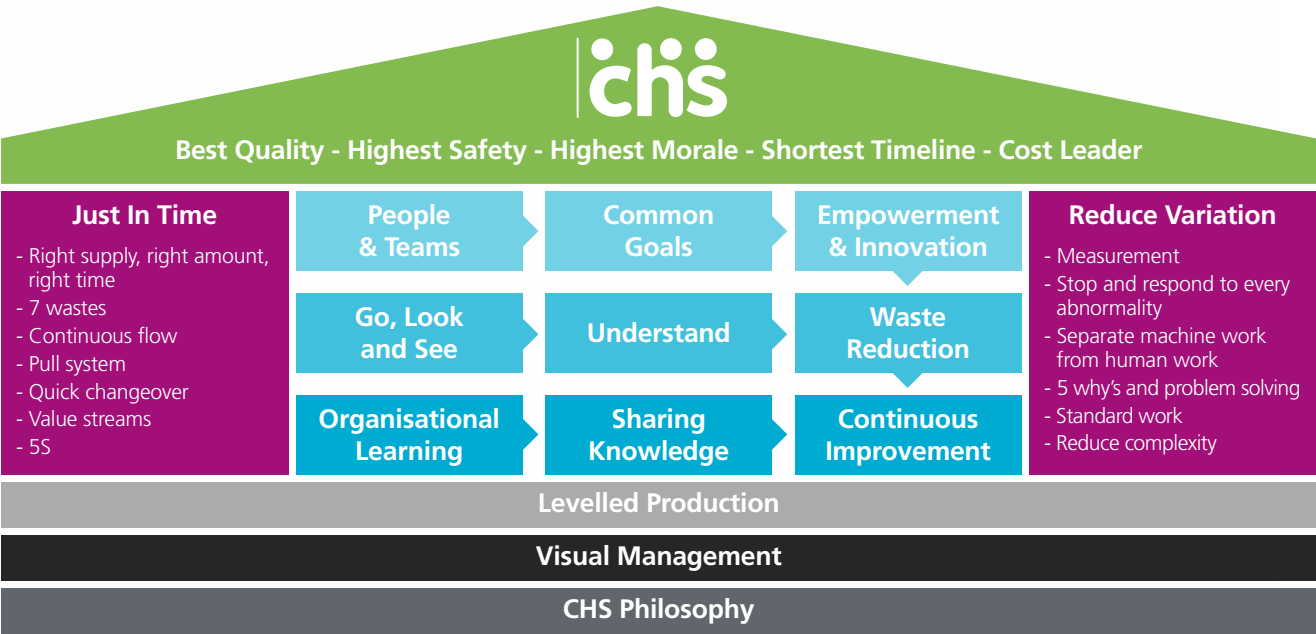 chs
Best Quality - Highest Safety - Highest Morale - Shortest Timeline - Cost Leader
Just In Time
- Right supply, right amount,
right time
- 7 wastes
- Continuous flow
- Pull system
- Quick changeover
- Value streams
- 5S
People
& Teams
Common
Goals
Empowerment
& Innovation
Go, Look
and See
Understand
Waste
Reduction
Organisational
Learning
Sharing
Knowledge
Continuous
Improvement
Reduce Variation
- Measurement
- Stop and respond to every
abnormality
- Separate machine work
from human work
- 5 why's and problem solving
- Standard work
- Reduce complexity
Levelled Production
Visual Management
CHS Philosophy